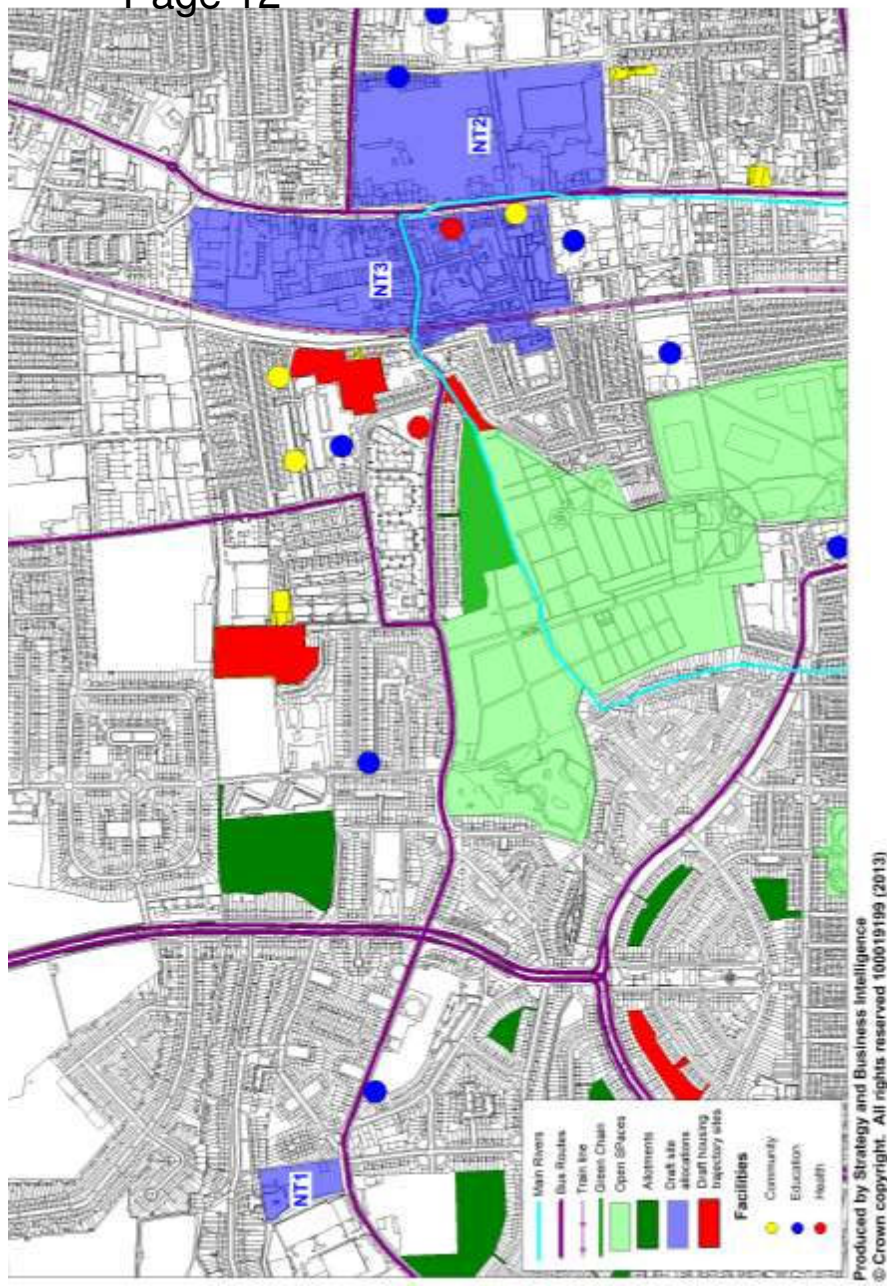 Page 12
NT1
NT2
NT3
Main Rivers
Bus Routes
Train line
Green Chain
Open SPaces
Allotments
Draft site
allocations
Draft housing
trajectory sites
Facilities
Community
Education
Health
Produced by Strategy and Business Intelligence
© Crown copyright. All rights reserved 100019199 (2013)